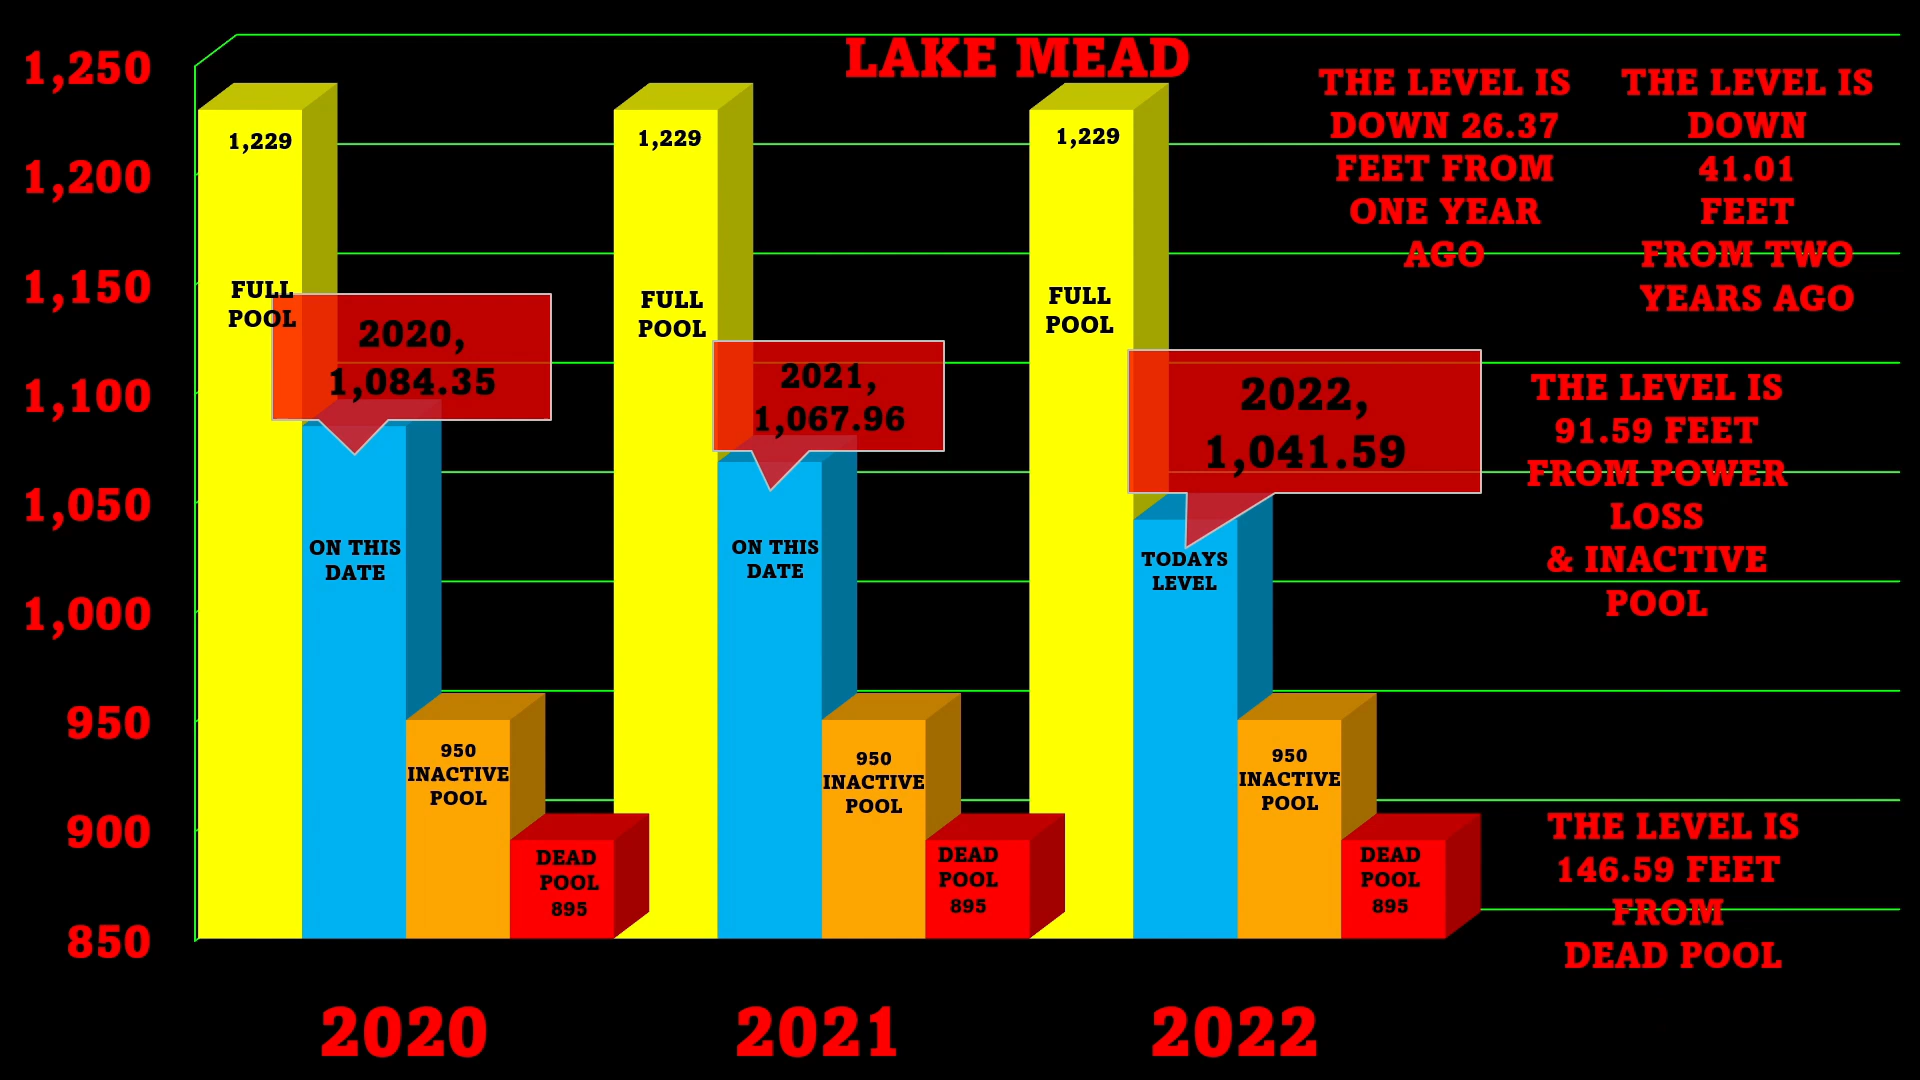 LAKE MEAD
1,250
1,200
1,150
1,100
1,050
1,000
950
900
850
1,229
FULL
POOL
2020,
1,084.35
ON THIS
DATE
950
INACTIVE
POOL
DEAD
POOL
895
1,229
FULL
POOL
2021,
1,067.96
ON THIS
DATE
950
INACTIVE
POOL
DEAD
POOL
895
1,229
FULL
POOL
2022,
1,041.59
TODAYS
LEVEL
950
INACTIVE
POOL
DEAD
POOL
895
THE LEVEL IS
DOWN 26.37
FEET FROM
ONE YEAR
AGO
THE LEVEL IS
DOWN
41.01
FEET
FROM TWO
YEARS AGO
THE LEVEL IS
91.59 FEET
FROM POWER
LOSS
& INACTIVE
POOL
THE LEVEL IS
146.59 FEET
FROM
DEAD POOL
2020
2021
2022